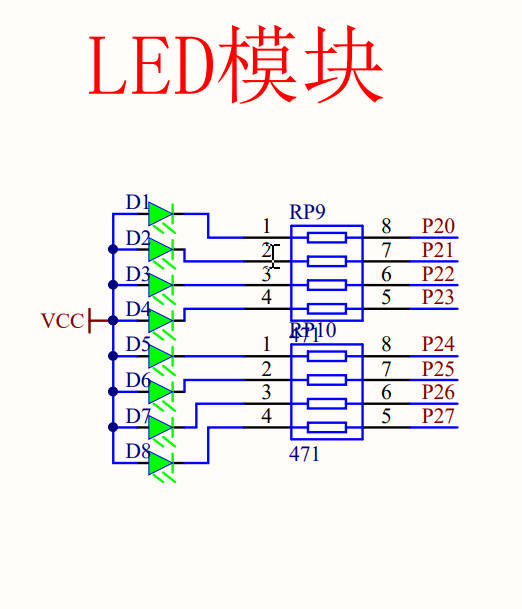 LED模块
D1
RP9
1 8 P20
D2
2 7 P21
D3
3 6 P22
D4
4 5 P23
VCC
471
RP10
D5
1 8 P24
D6
2 7 P25
D7
3 6 P26
4 5 P27
D8
471